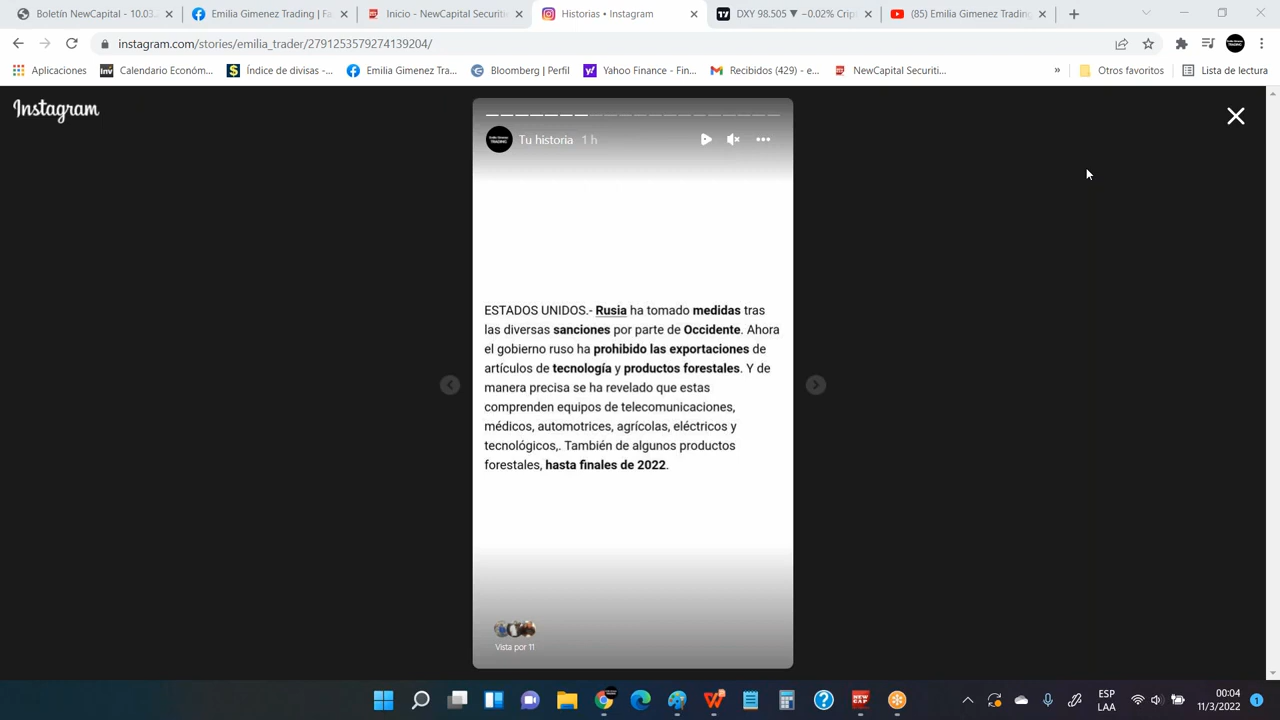 Boletín NewCapital - 10.03.
Emilia Gimenez Trading | Fa
Inicio - NewCapital Securitie
Historias • Instagram
DXY 98.505 ▼ −0.02% Crip
(85) Emilia Gimenez Trading
instagram.com/stories/emilia_trader/2791253579274139204/
Aplicaciones
Calendario Económ...
Índice de divisas -...
Emilia Gimenez Tra...
Bloomberg | Perfil
Yahoo Finance - Fin...
Recibidos (429) - e...
NewCapital Securiti...
»
Otros favoritos
Lista de lectura
Instagram
Tu historia 1 h
ESTADOS UNIDOS.- Rusia ha tomado medidas tras
las diversas sanciones por parte de Occidente. Ahora
el gobierno ruso ha prohibido las exportaciones de
artículos de tecnología y productos forestales. Y de
manera precisa se ha revelado que estas
comprenden equipos de telecomunicaciones,
médicos, automotrices, agrícolas, eléctricos y
tecnológicos,. También de algunos productos
forestales, hasta finales de 2022.
Vista por 11
ESP
LAA
00:04
11/3/2022